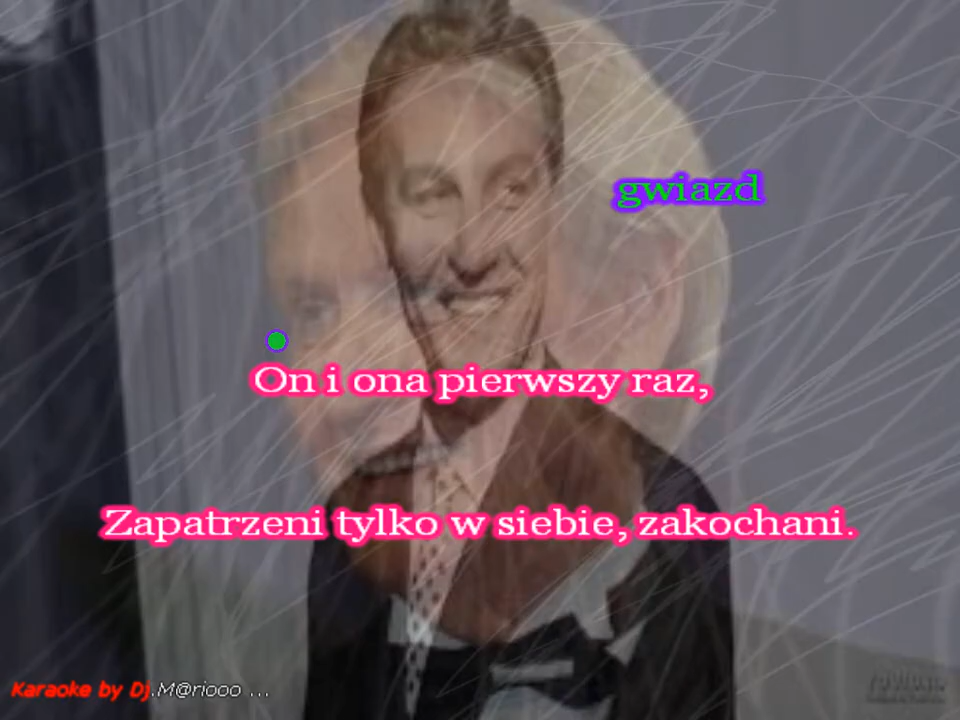 gwiazd
On i ona pierwszy raz,
Zapatrzeni tylko w siebie, zakochani.
Karaoke by Dj.M@riooo ...